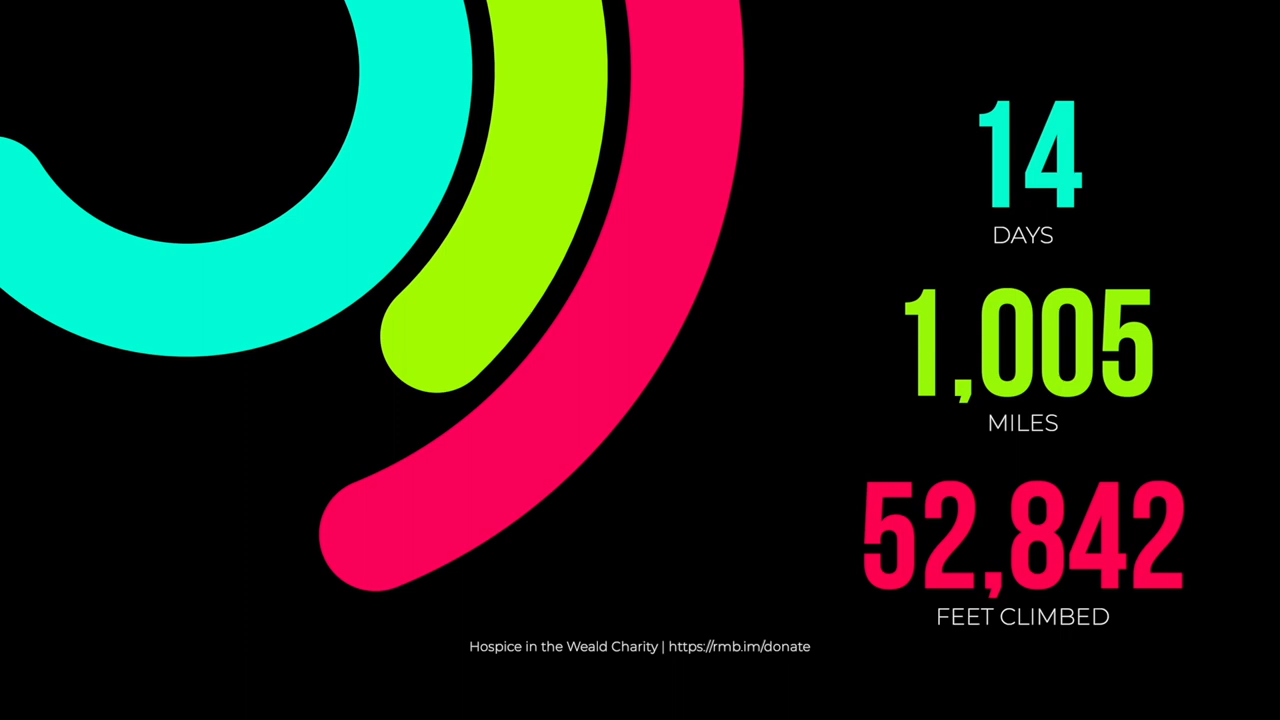 14
DAYS
1,005
MILES
52,842
FEET CLIMBED
Hospice in the Weald Charity | https://rmb.im/donate